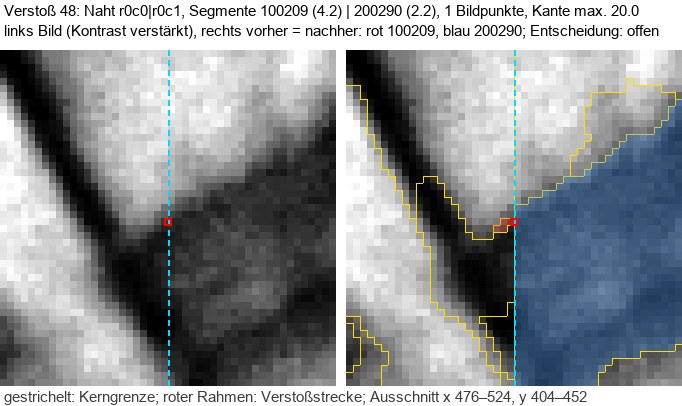 Verstoß 48: Naht r0c0|r0c1, Segmente 100209 (4.2) | 200290 (2.2), 1 Bildpunkte, Kante max. 20.0
links Bild (Kontrast verstärkt), rechts vorher = nachher: rot 100209, blau 200290; Entscheidung: offen
gestrichelt: Kerngrenze; roter Rahmen: Verstoßstrecke; Ausschnitt x 476–524, y 404–452